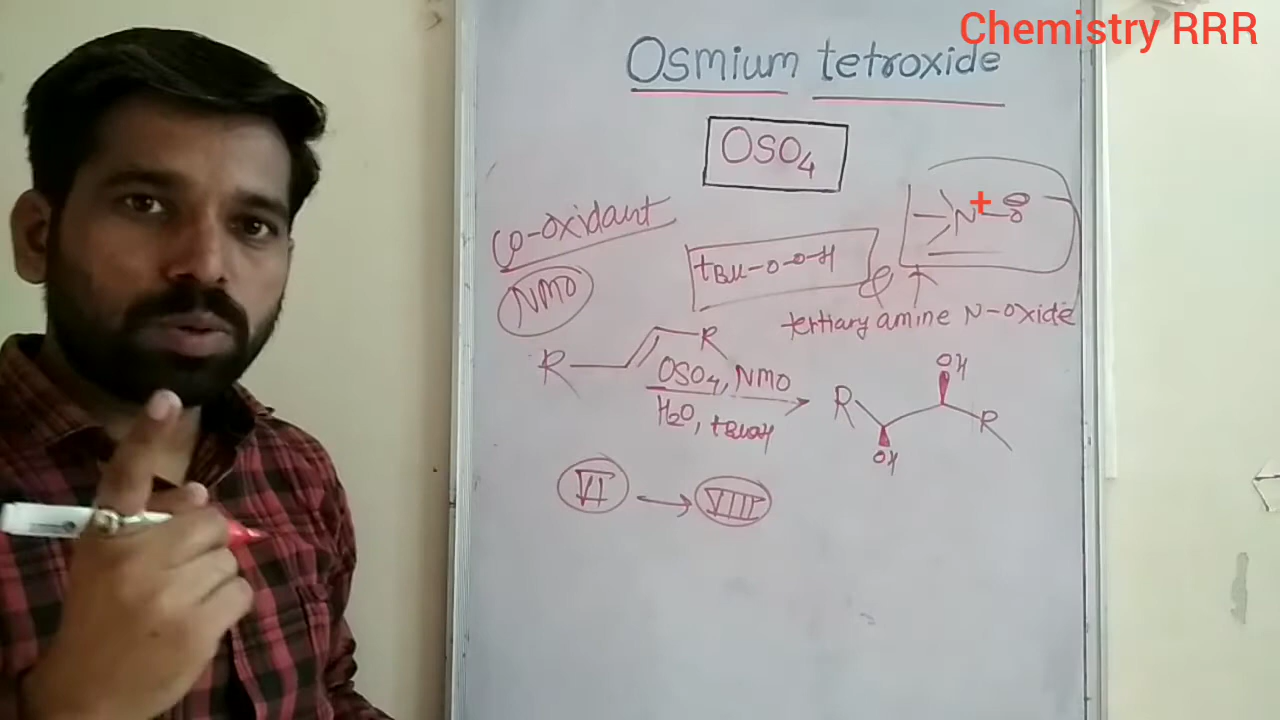 Chemistry RRR
Osmium tetroxide
OSO4
Co-oxidant
NMO
tBu-O-O-H
N+-O⊖
tertiary amine N-oxide
R
R
OSO4, NMO
H2O, tBuOH
R
OH
OH
R
VI → VIII